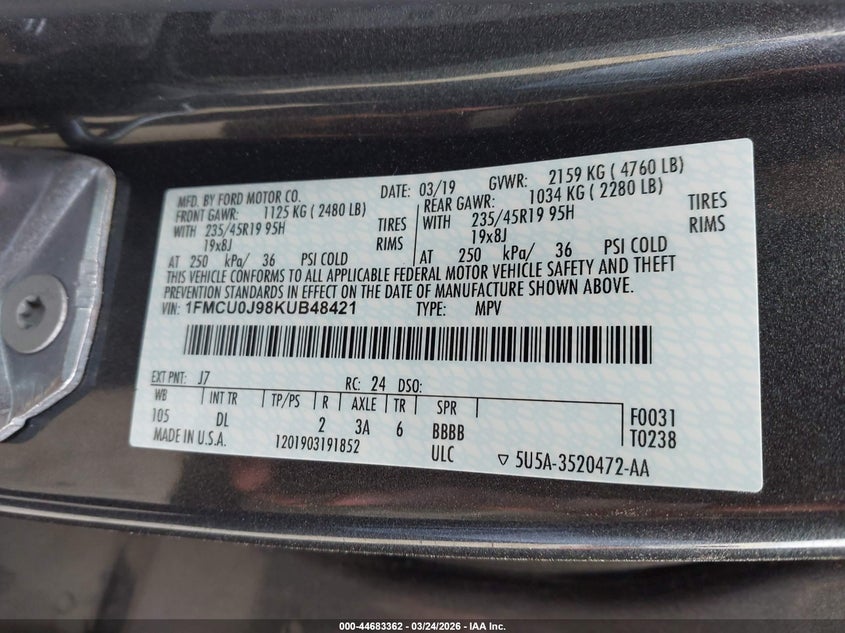 MFD. BY FORD MOTOR CO. DATE: 03/19 GVWR: 2159 KG ( 4760 LB)
FRONT GAWR: 1125 KG ( 2480 LB) REAR GAWR: 1034 KG ( 2280 LB)
WITH 235/45R19 95H TIRES WITH 235/45R19 95H TIRES
19x8J RIMS 19x8J RIMS
AT 250 kPa/ 36 PSI COLD AT 250 kPa/ 36 PSI COLD
THIS VEHICLE CONFORMS TO ALL APPLICABLE FEDERAL MOTOR VEHICLE SAFETY AND THEFT
PREVENTION STANDARDS IN EFFECT ON THE DATE OF MANUFACTURE SHOWN ABOVE.
VIN: 1FMCU0J98KUB48421 TYPE: MPV
EXT PNT: J7 RC: 24 DSO:
WB INT TR TP/PS R AXLE TR SPR
105 DL 2 3A 6 BBBB F0031
MADE IN U.S.A. 1201903191852 ULC T0238
5U5A-3520472-AA
000-44683362 - 03/24/2026 - IAA Inc.